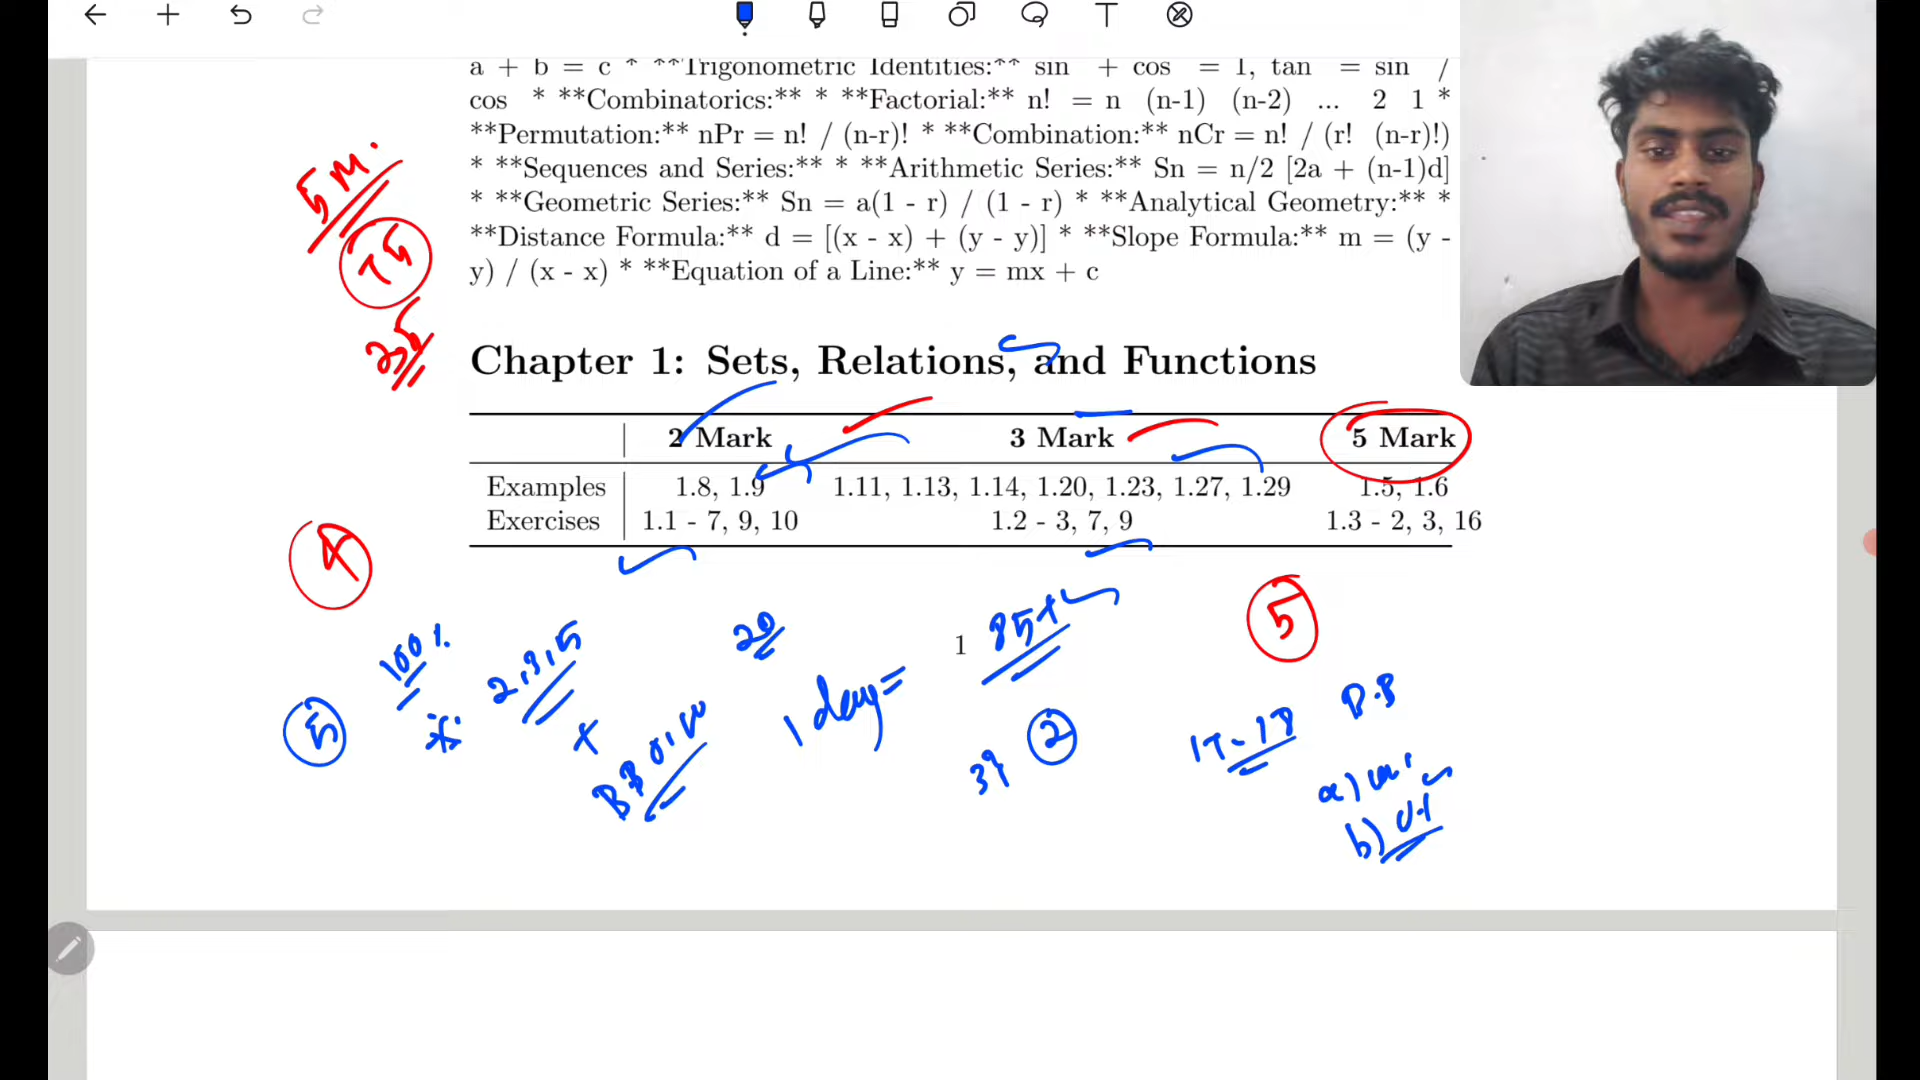 a + b = c * **Trigonometric Identities:** sin + cos = 1, tan = sin /
cos * **Combinatorics:** * **Factorial:** n! = n (n-1) (n-2) ... 2 1 *
**Permutation:** nPr = n! / (n-r)! * **Combination:** nCr = n! / (r! (n-r)!)
* **Sequences and Series:** * **Arithmetic Series:** Sn = n/2 [2a + (n-1)d]
* **Geometric Series:** Sn = a(1 - r) / (1 - r) * **Analytical Geometry:** *
**Distance Formula:** d = [(x - x) + (y - y)] * **Slope Formula:** m = (y -
y) / (x - x) * **Equation of a Line:** y = mx + c
5 M.
Chapter 1: Sets, Relations, and Functions
2 Mark 3 Mark 5 Mark
Examples 1.8, 1.9 1.11, 1.13, 1.14, 1.20, 1.23, 1.27, 1.29 1.5, 1.6
Exercises 1.1 - 7, 9, 10 1.2 - 3, 7, 9 1.3 - 2, 3, 16
5
100%
2,3,5
20
1
85+
1 day=
2
17-18
B.B
a)
b)